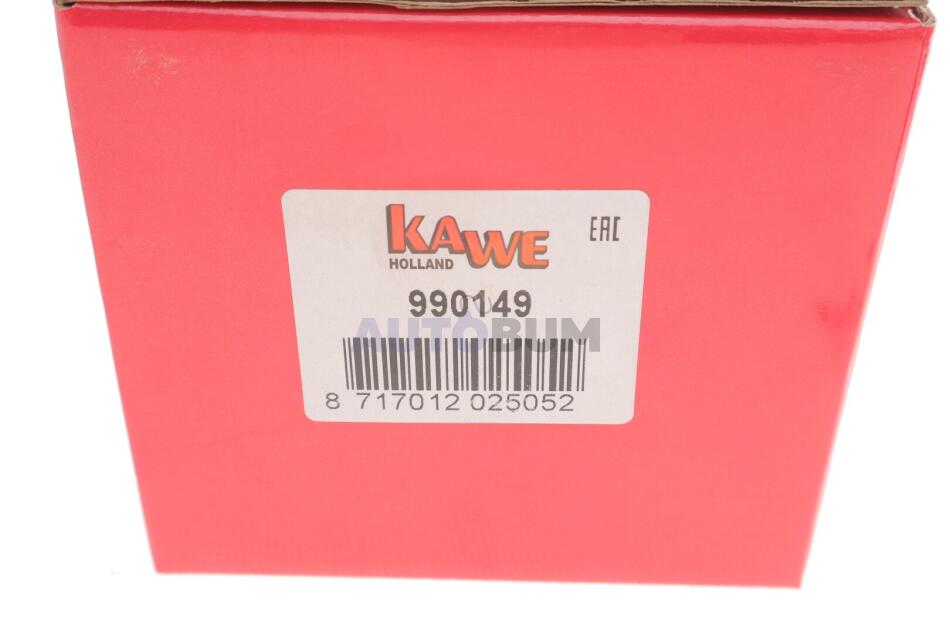 KAWE
HOLLAND
EAC
990149
AUTOBUM
8 717012 025052